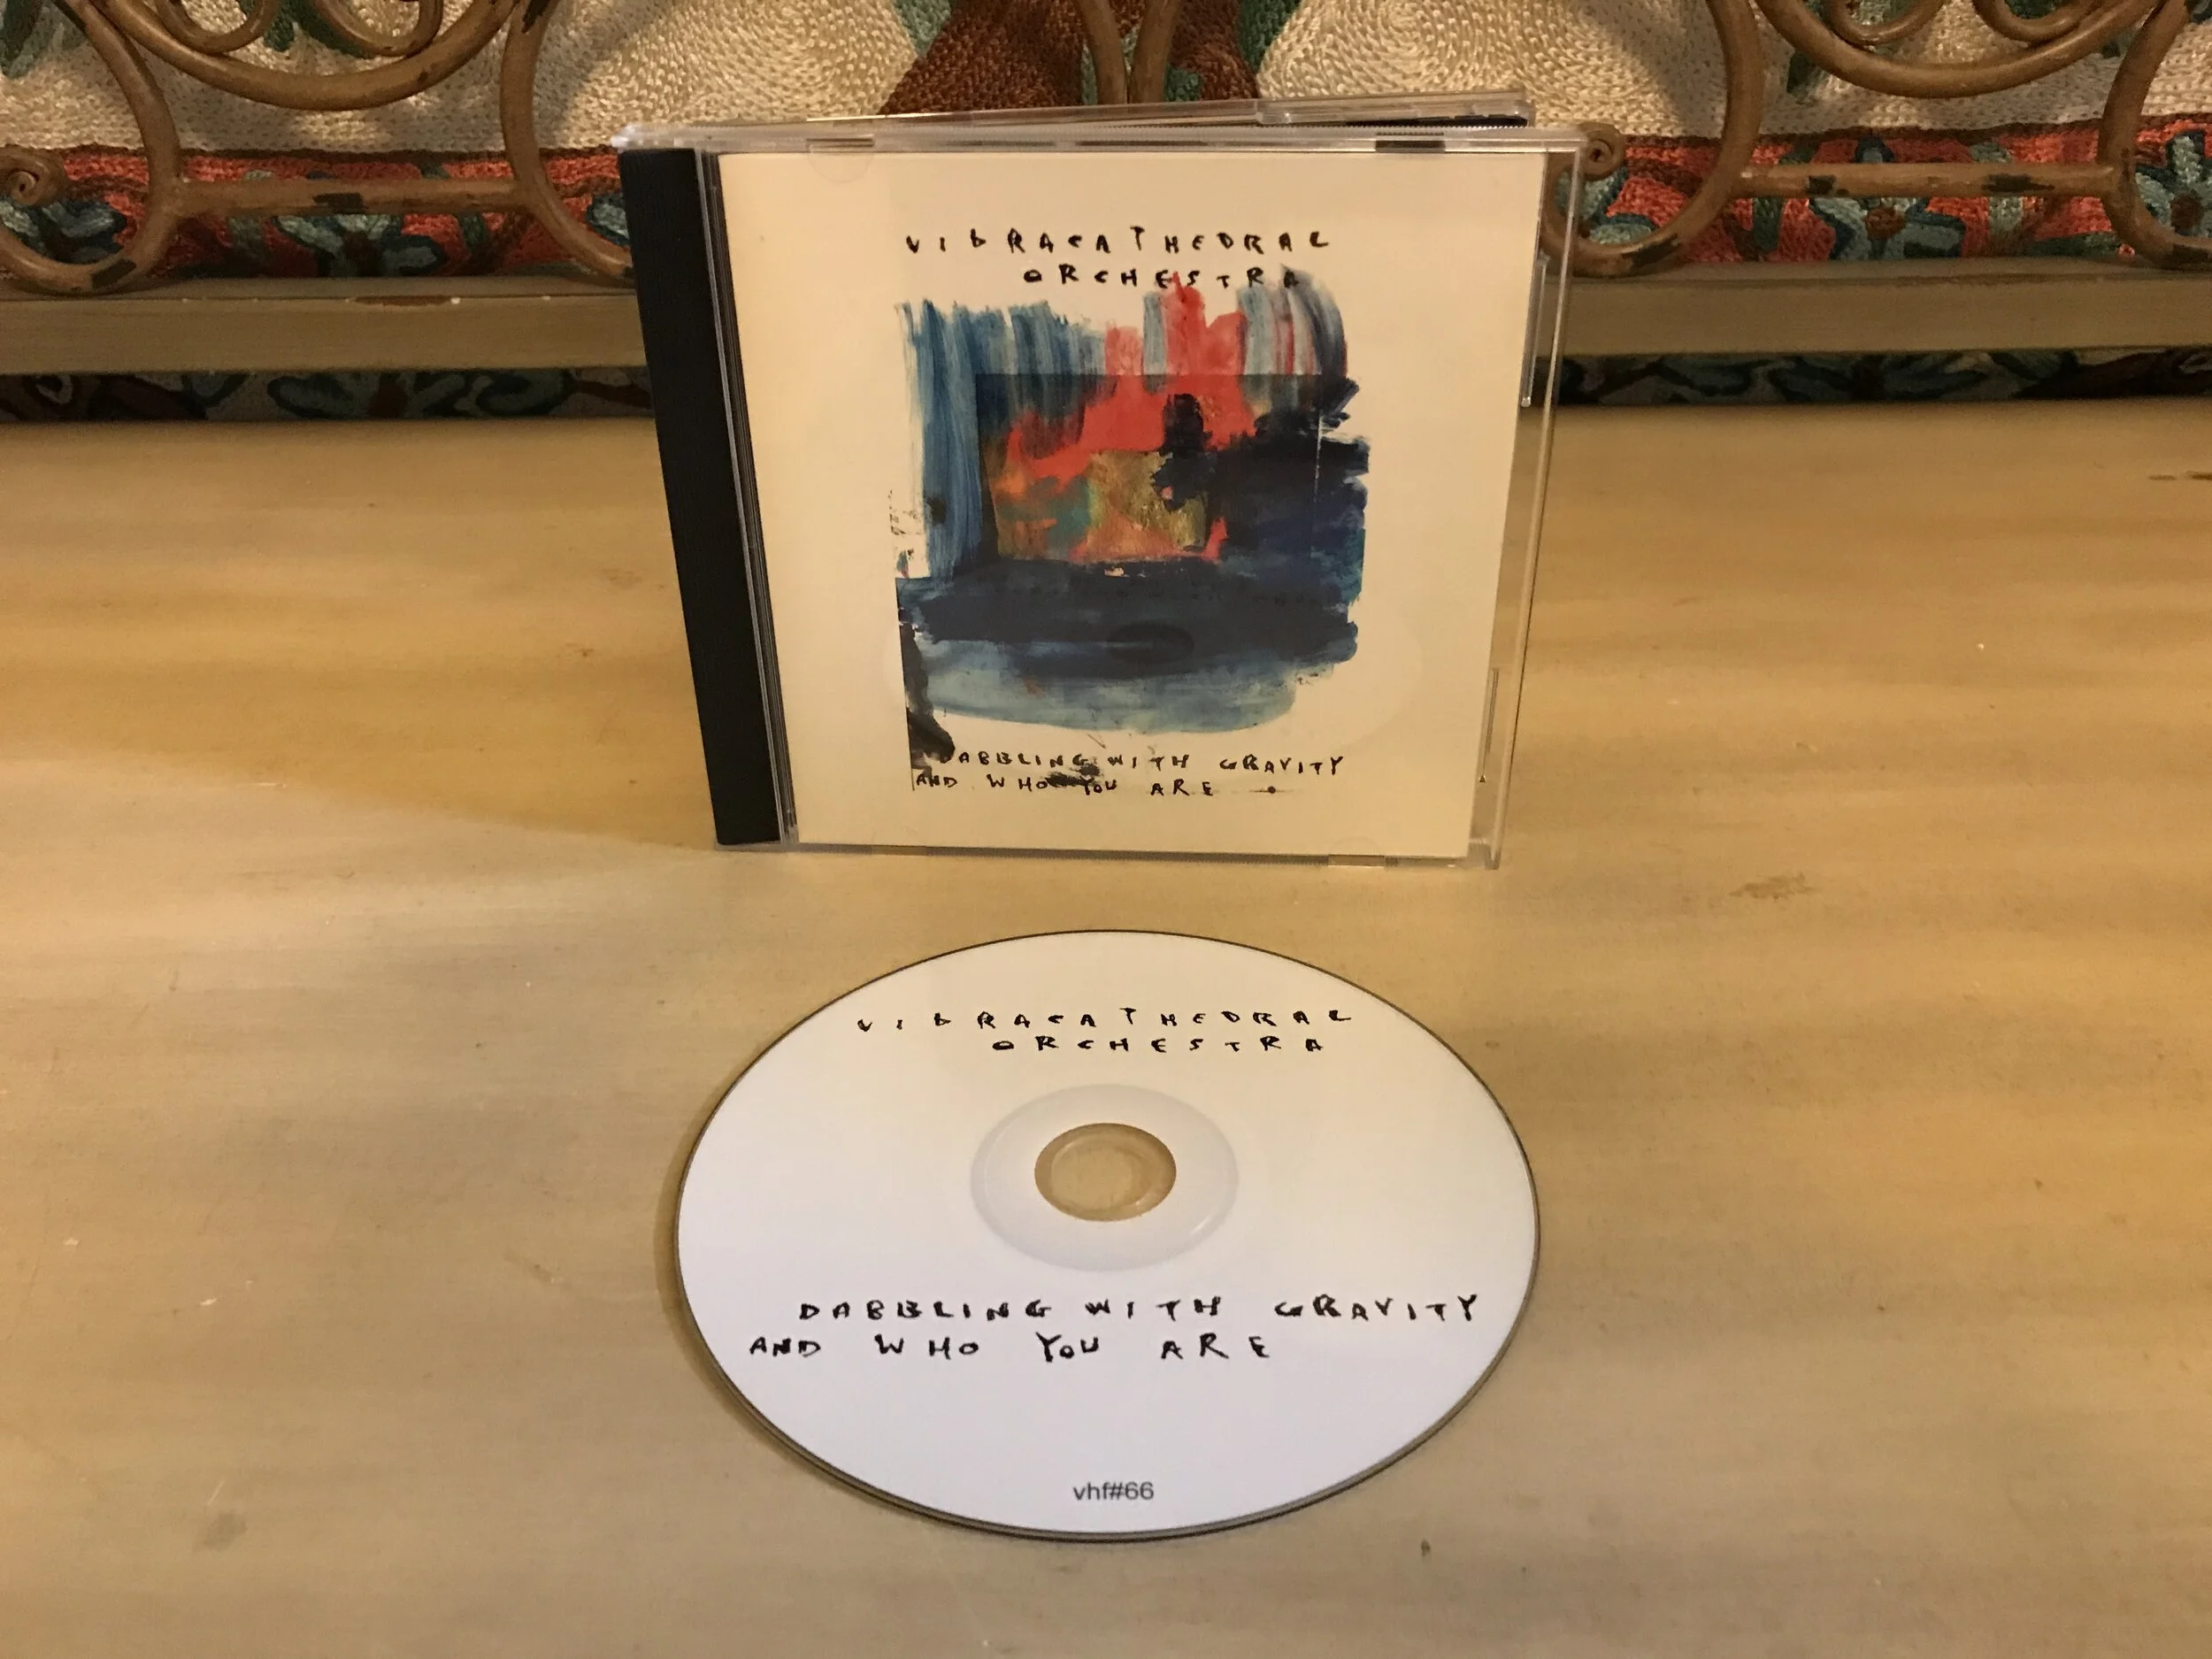 VIbRACATHEDRAL
ORCHESTRA
DABBLING WITH GRAVITY
AND WHO YOU ARE
VIbRACATHEDRAL
ORCHESTRA
DABBLING WITH GRAVITY
AND WHO YOU ARE
vhf#66